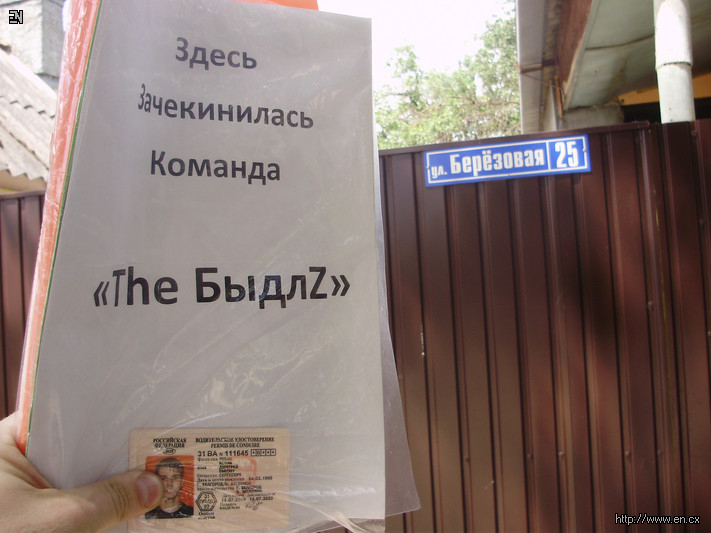 EN
Здесь
Зачекинилась
Команда
«The БыдлZ»
ул. Берёзовая 25
РОССИЙСКАЯ ФЕДЕРАЦИЯ
ВОДИТЕЛЬСКОЕ УДОСТОВЕРЕНИЕ
PERMIS DE CONDUIRE
31 ВА N 111645
http://www.en.cx